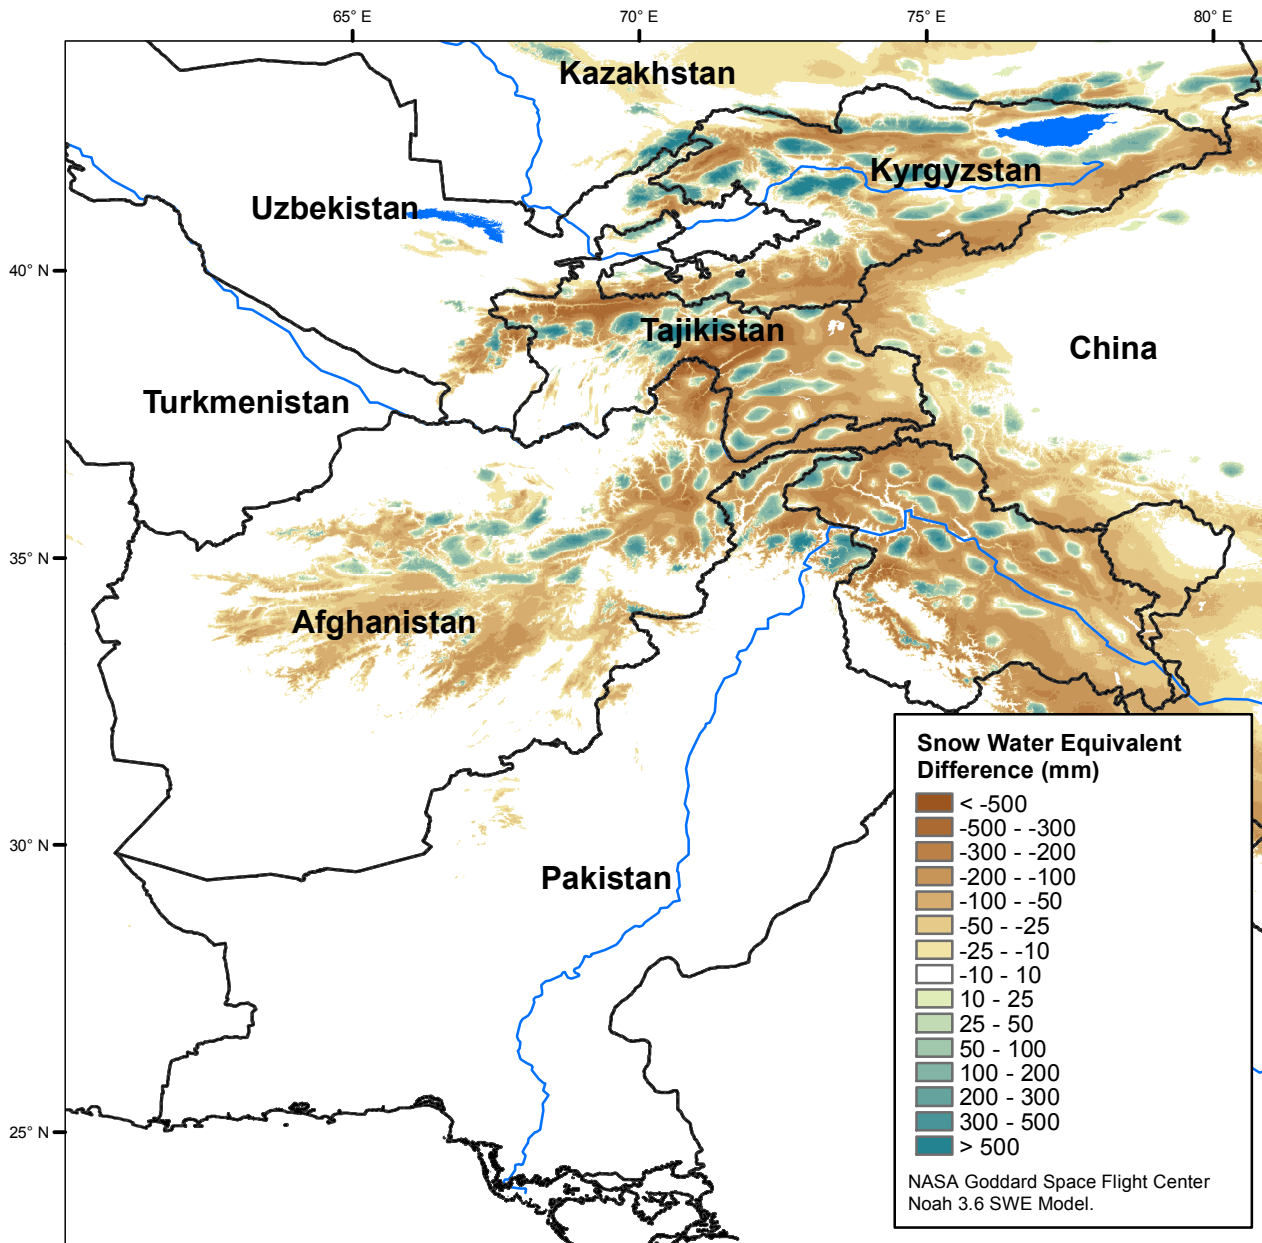 65° E
70° E
75° E
80° E
Kazakhstan
Kyrgyzstan
Uzbekistan
40° N
Tajikistan
China
Turkmenistan
35° N
Afghanistan
30° N
Pakistan
25° N
Snow Water Equivalent
Difference (mm)
< -500
-500 - -300
-300 - -200
-200 - -100
-100 - -50
-50 - -25
-25 - -10
-10 - 10
10 - 25
25 - 50
50 - 100
100 - 200
200 - 300
300 - 500
> 500
NASA Goddard Space Flight Center
Noah 3.6 SWE Model.